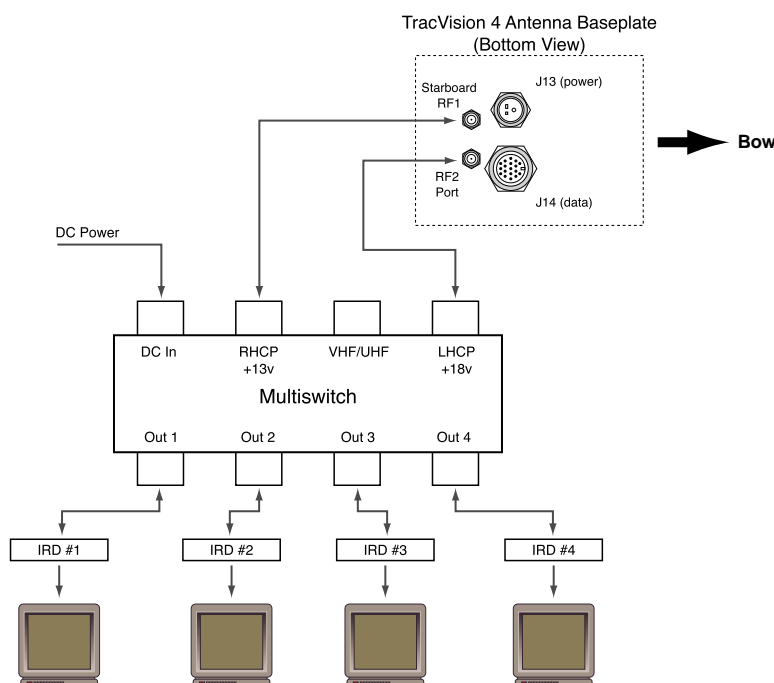 TracVision 4 Antenna Baseplate
(Bottom View)
J13 (power)
Starboard
RF1
Bow
RF2
Port
J14 (data)
DC Power
DC In
RHCP
+13v
VHF/UHF
LHCP
+18v
Multiswitch
Out 1
Out 2
Out 3
Out 4
IRD #1
IRD #2
IRD #3
IRD #4